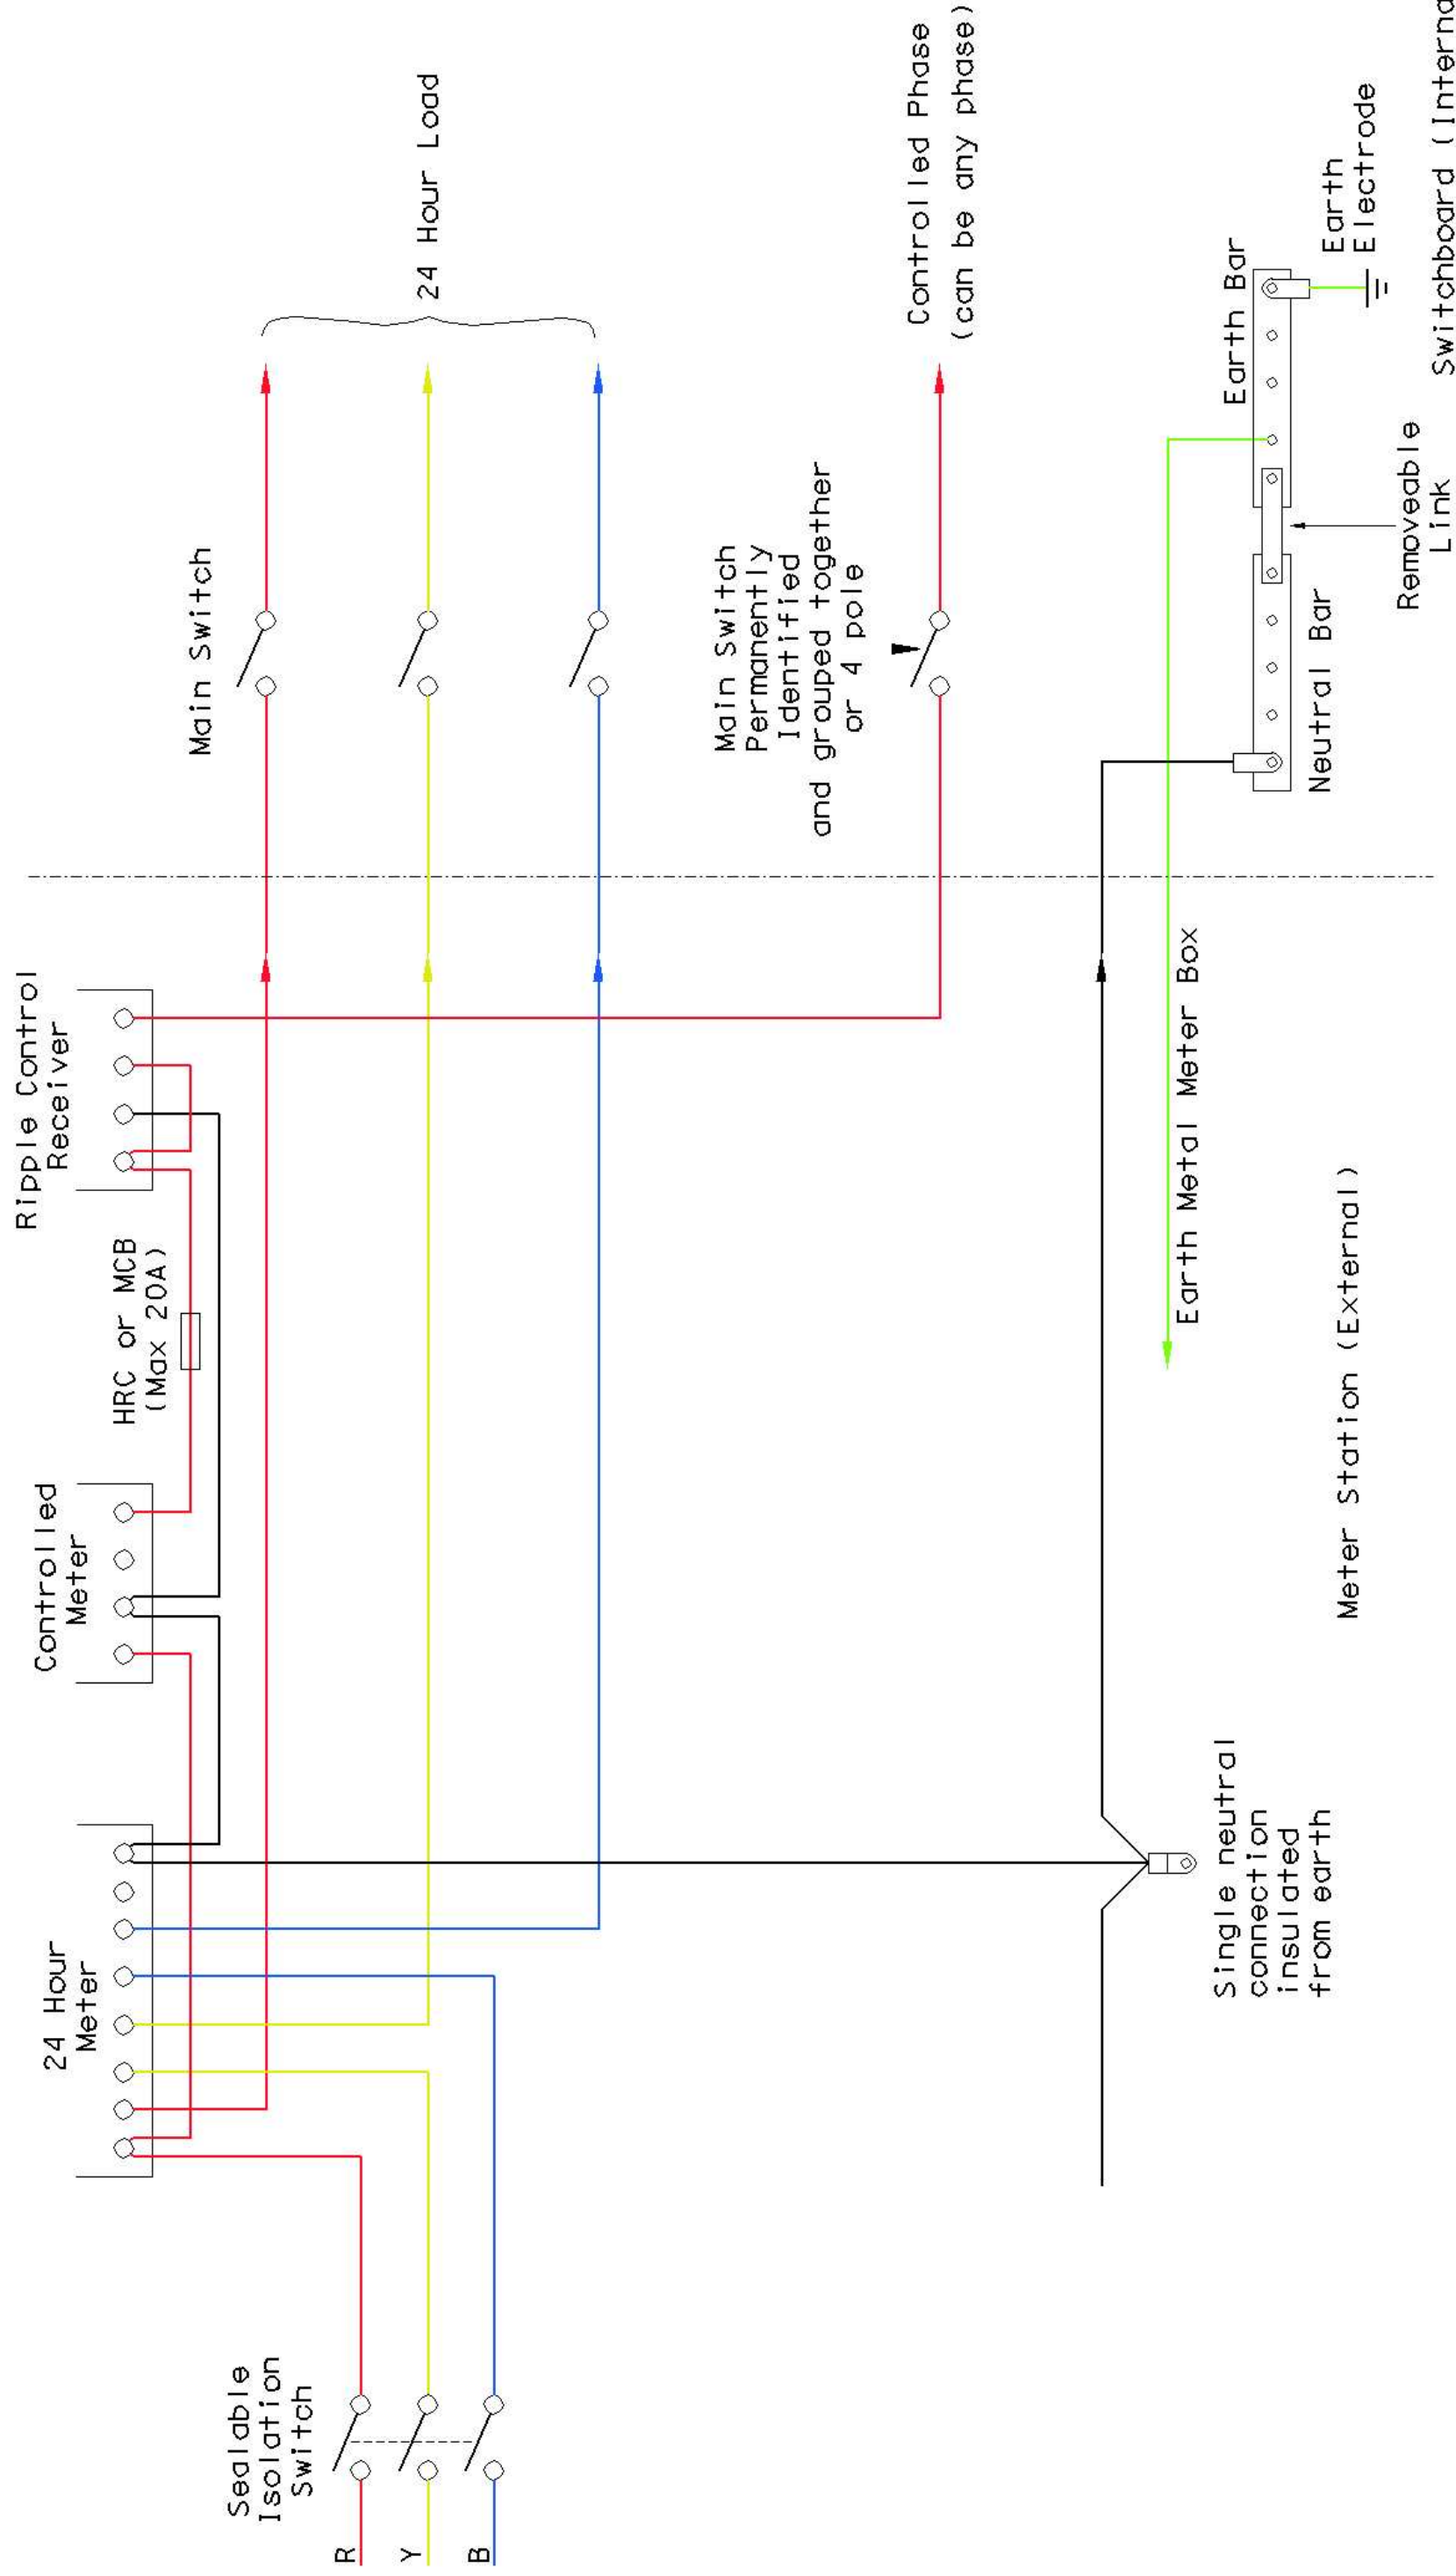 Sealable
Isolation
Switch
R
Y
B
24 Hour
Meter
Controlled
Meter
HRC or MCB
(Max 20A)
Ripple Control
Receiver
Main Switch
24 Hour Load
Main Switch
Permanently
Identified
and grouped together
or 4 pole
Controlled Phase
(can be any phase)
Single neutral
connection
insulated
from earth
Earth Metal Meter Box
Meter Station (External)
Neutral Bar
Earth Bar
Removeable
Link
Earth
Electrode
Switchboard (Interna